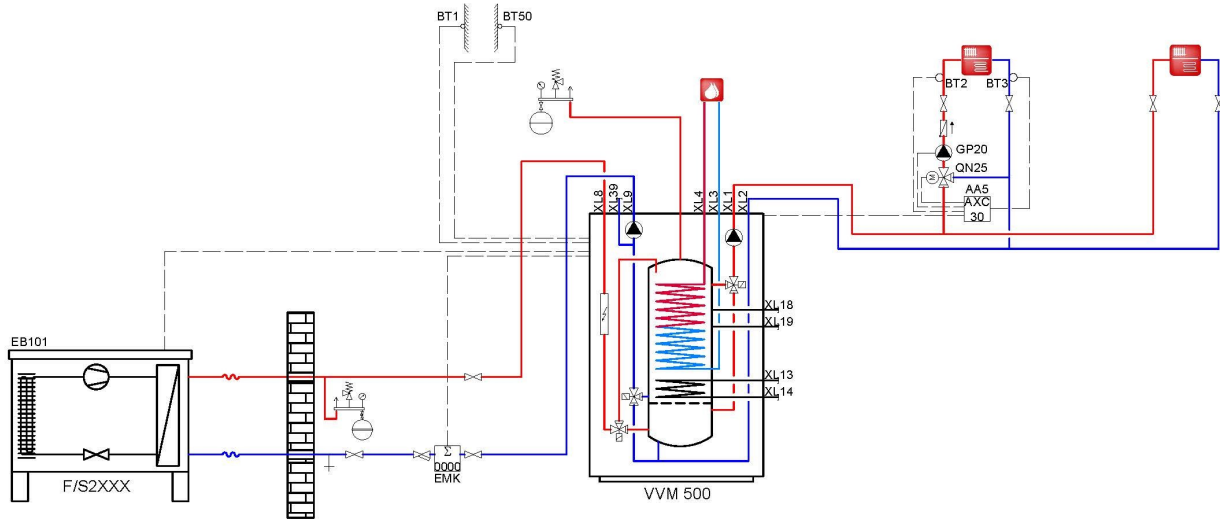 BT1
BT50
BT2
BT3
GP20
QN25
M
AA5
AXC
30
XL8
XL39
XL9
XL4
XL3
XL1
XL2
XL18
XL19
XL13
XL14
EB101
Σ
0000
EMK
F/S2XXX
VVM 500